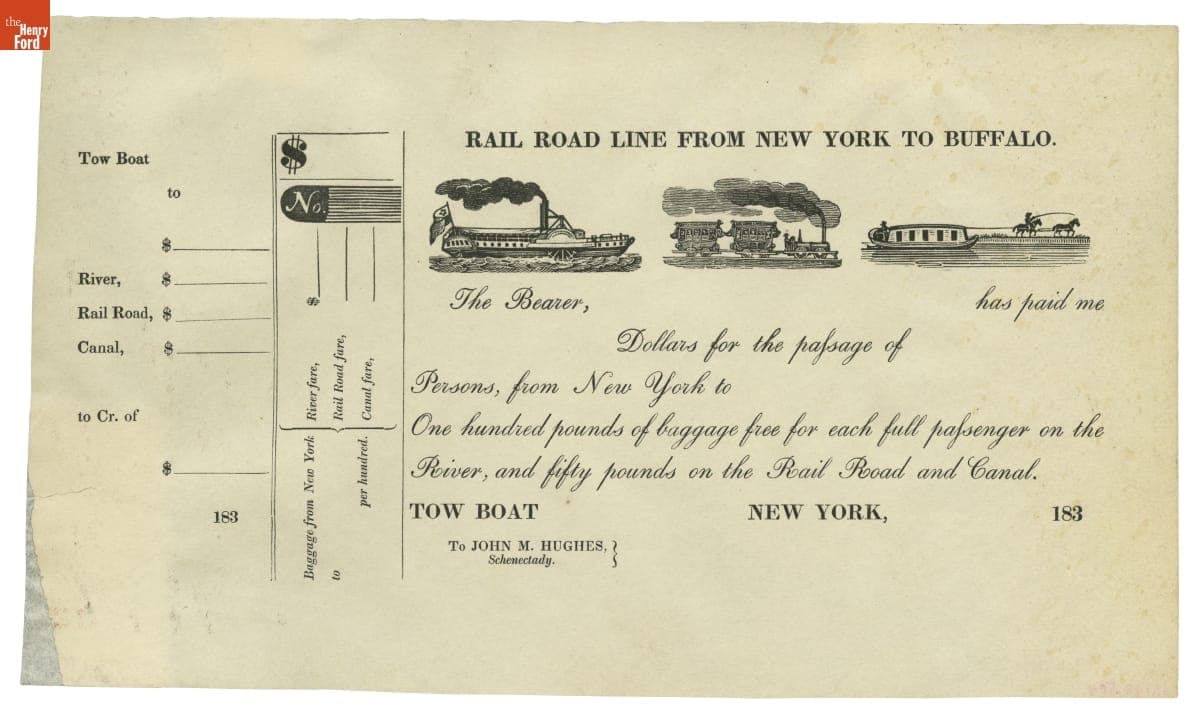 the
Henry
Ford
Tow Boat
to
$
River, $
Rail Road, $
Canal, $
to Cr. of
$
183
$
No.
$
River fare,
Rail Road fare,
Canal fare,
Baggage from New York
to
per hundred.
RAIL ROAD LINE FROM NEW YORK TO BUFFALO.
The Bearer, has paid me
Dollars for the paſsage of
Persons, from New York to
One hundred pounds of baggage free for each full paſsenger on the
River, and fifty pounds on the Rail Road and Canal.
TOW BOAT NEW YORK, 183
To JOHN M. HUGHES, }
Schenectady.